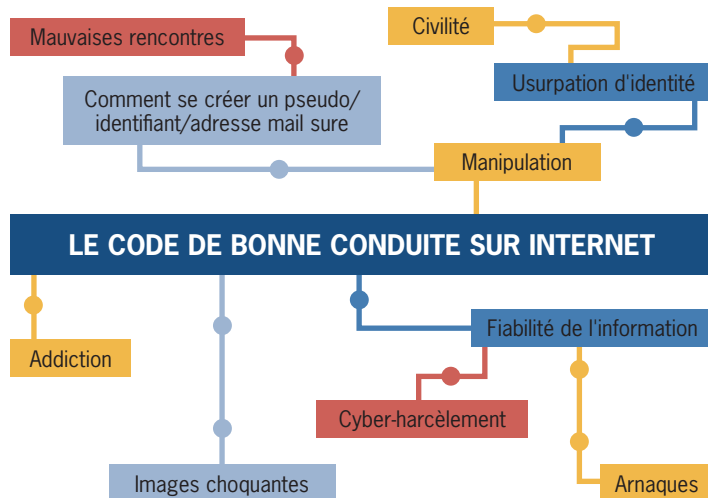 Mauvaises rencontres
Civilité
Comment se créer un pseudo/
identifiant/adresse mail sure
Usurpation d'identité
Manipulation
LE CODE DE BONNE CONDUITE SUR INTERNET
Fiabilité de l'information
Addiction
Cyber-harcèlement
Images choquantes
Arnaques